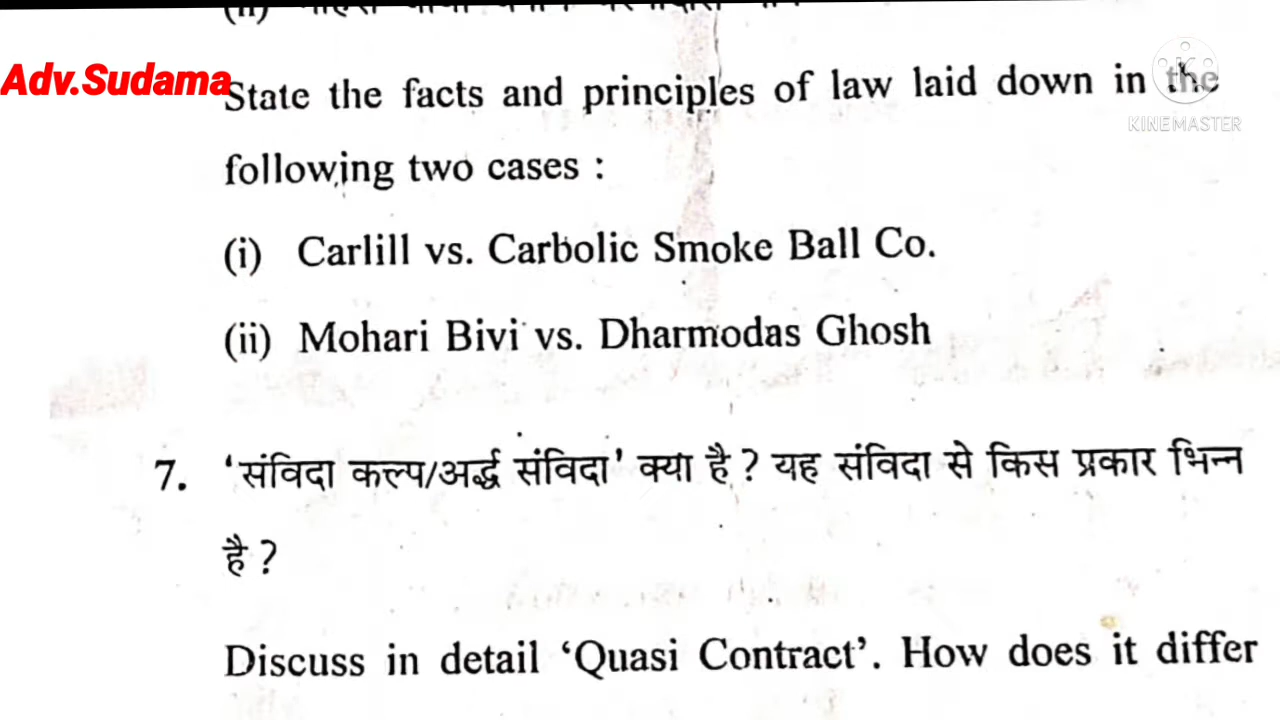 (ii)
Adv.Sudama
State the facts and principles of law laid down in the
KINEMASTER
following two cases :
(i) Carlill vs. Carbolic Smoke Ball Co.
(ii) Mohari Bivi vs. Dharmodas Ghosh
7. ‘संविदा कल्प/अर्द्ध संविदा’ क्या है ? यह संविदा से किस प्रकार भिन्न
है ?
Discuss in detail ‘Quasi Contract’. How does it differ